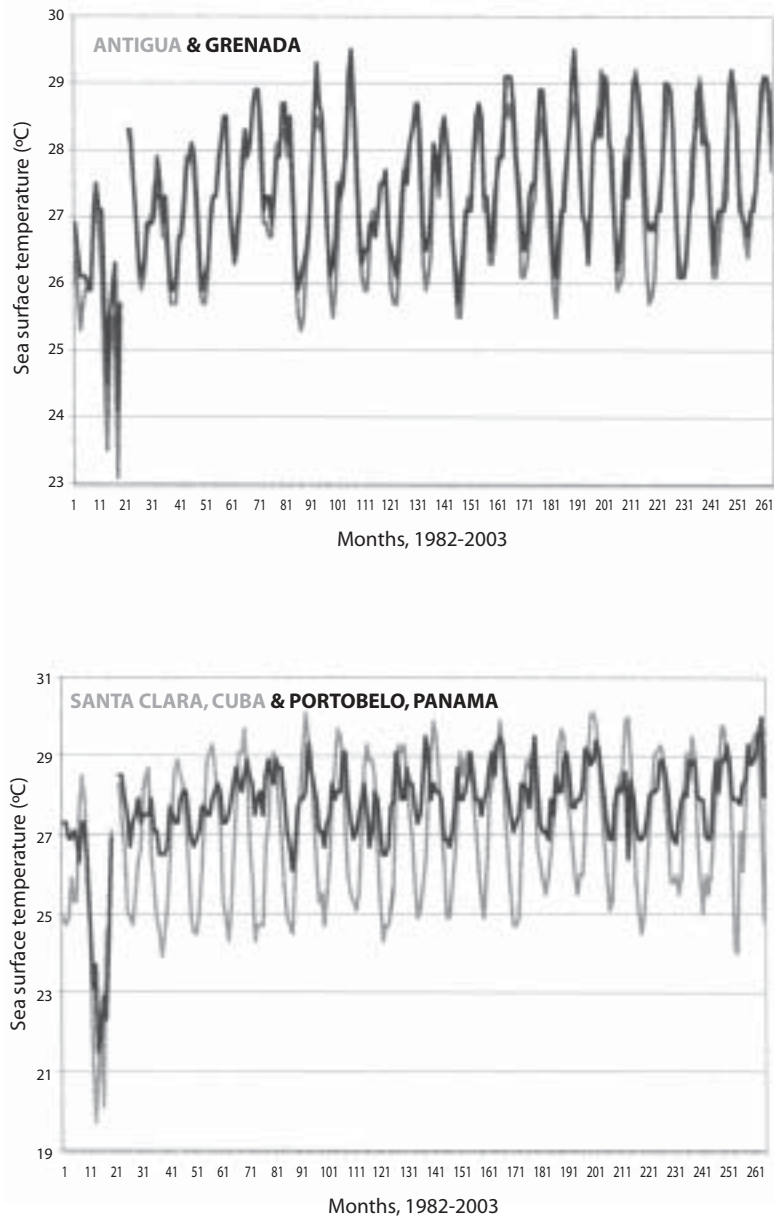 ANTIGUA & GRENADA
Sea surface temperature (ºC)
30
29
28
27
26
25
24
23
1 11 21 31 41 51 61 71 81 91 101 111 121 131 141 151 161 171 181 191 201 211 221 231 241 251 261
Months, 1982-2003
SANTA CLARA, CUBA & PORTOBELO, PANAMA
Sea surface temperature (ºC)
31
29
27
25
23
21
19
1 11 21 31 41 51 61 71 81 91 101 111 121 131 141 151 161 171 181 191 201 211 221 231 241 251 261
Months, 1982-2003